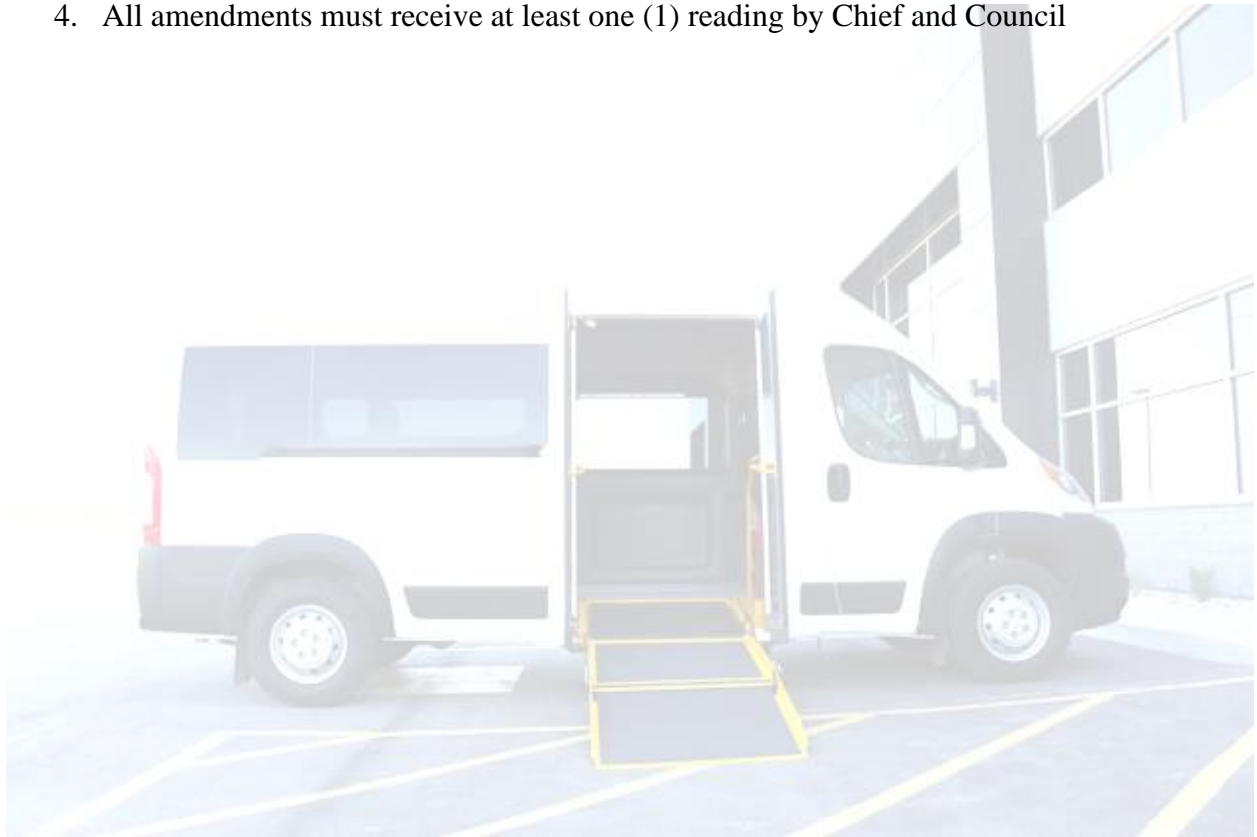 4. All amendments must receive at least one (1) reading by Chief and Council